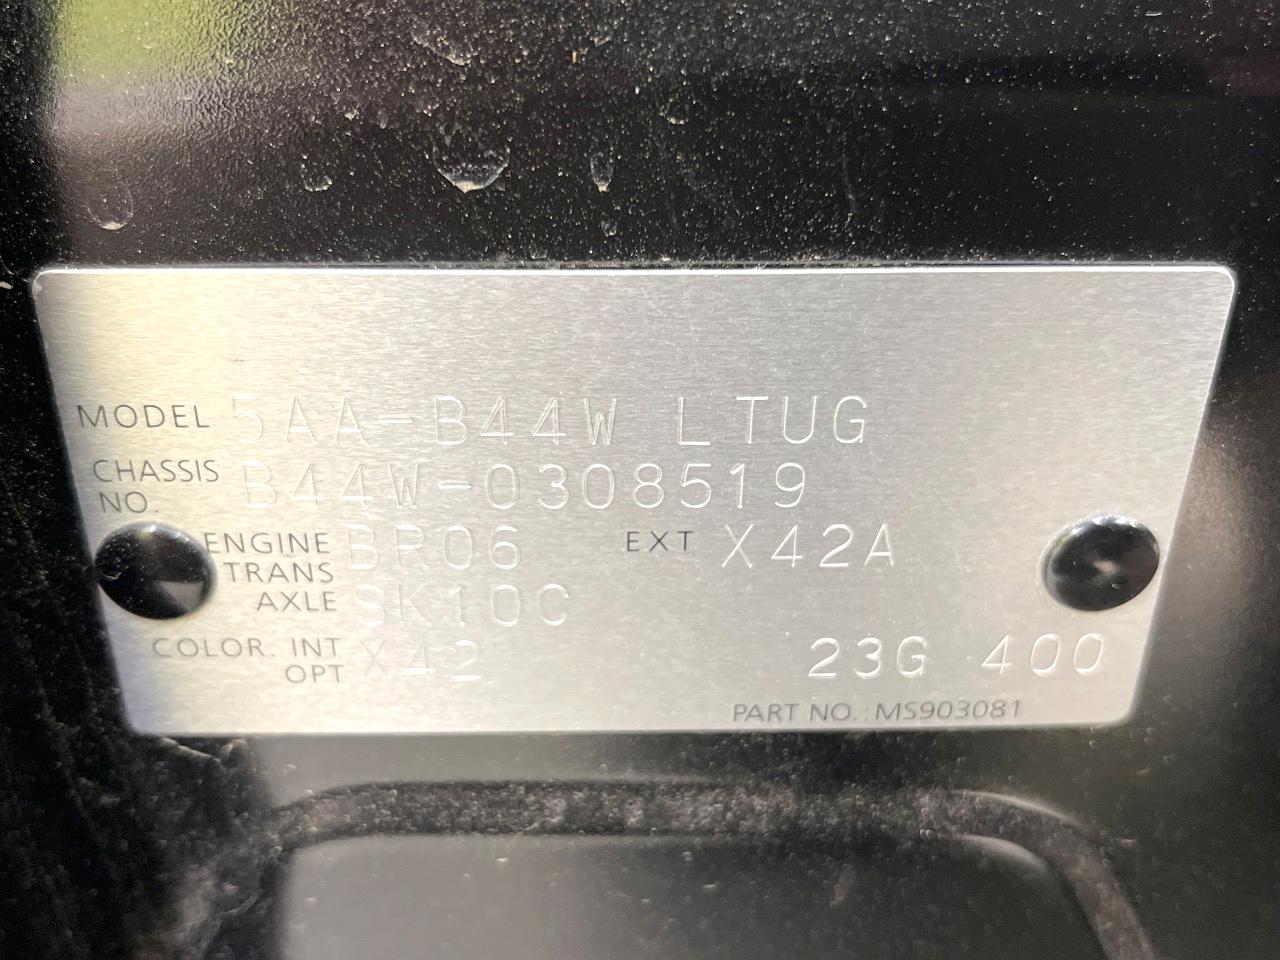 MODEL 5AA-B44W LTUG
CHASSIS NO. B44W-0308519
ENGINE BR06 EXT X42A
TRANS AXLE SK10C
COLOR. INT OPT X42 23G 400
PART NO.: MS903081